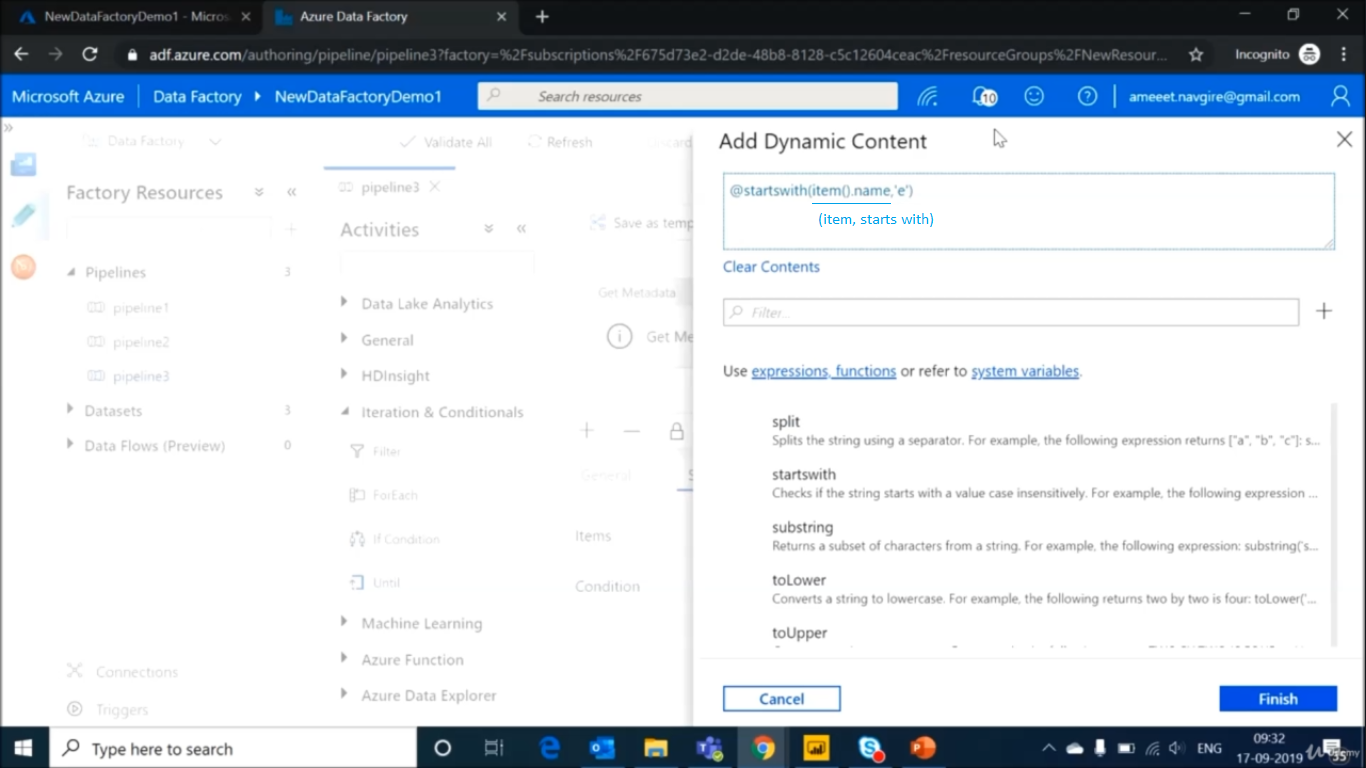 NewDataFactoryDemo1 - Micros
Azure Data Factory
adf.azure.com/authoring/pipeline/pipeline3?factory=%2Fsubscriptions%2F675d73e2-d2de-48b8-8128-c5c12604ceac%2FresourceGroups%2FNewResour...
Incognito
Microsoft Azure
Data Factory
NewDataFactoryDemo1
Search resources
10
ameeet.navgire@gmail.com
Data Factory
Validate All
Refresh
Discard
Factory Resources
Pipelines 3
pipeline1
pipeline2
pipeline3
Datasets 3
Data Flows (Preview) 0
Connections
Triggers
pipeline3
Activities
Data Lake Analytics
General
HDInsight
Iteration & Conditionals
Filter
ForEach
If Condition
Until
Machine Learning
Azure Function
Azure Data Explorer
Save as temp
Get Metadata
Get Me
General
S
Items
Condition
Add Dynamic Content
@startswith(item().name,'e')
(item, starts with)
Clear Contents
Filter...
Use expressions, functions or refer to system variables.
split
Splits the string using a separator. For example, the following expression returns ["a", "b", "c"]: s...
startswith
Checks if the string starts with a value case insensitively. For example, the following expression ...
substring
Returns a subset of characters from a string. For example, the following expression: substring('s...
toLower
Converts a string to lowercase. For example, the following returns two by two is four: toLower('...
toUpper
Cancel
Finish
Type here to search
ENG
09:32
17-09-2019